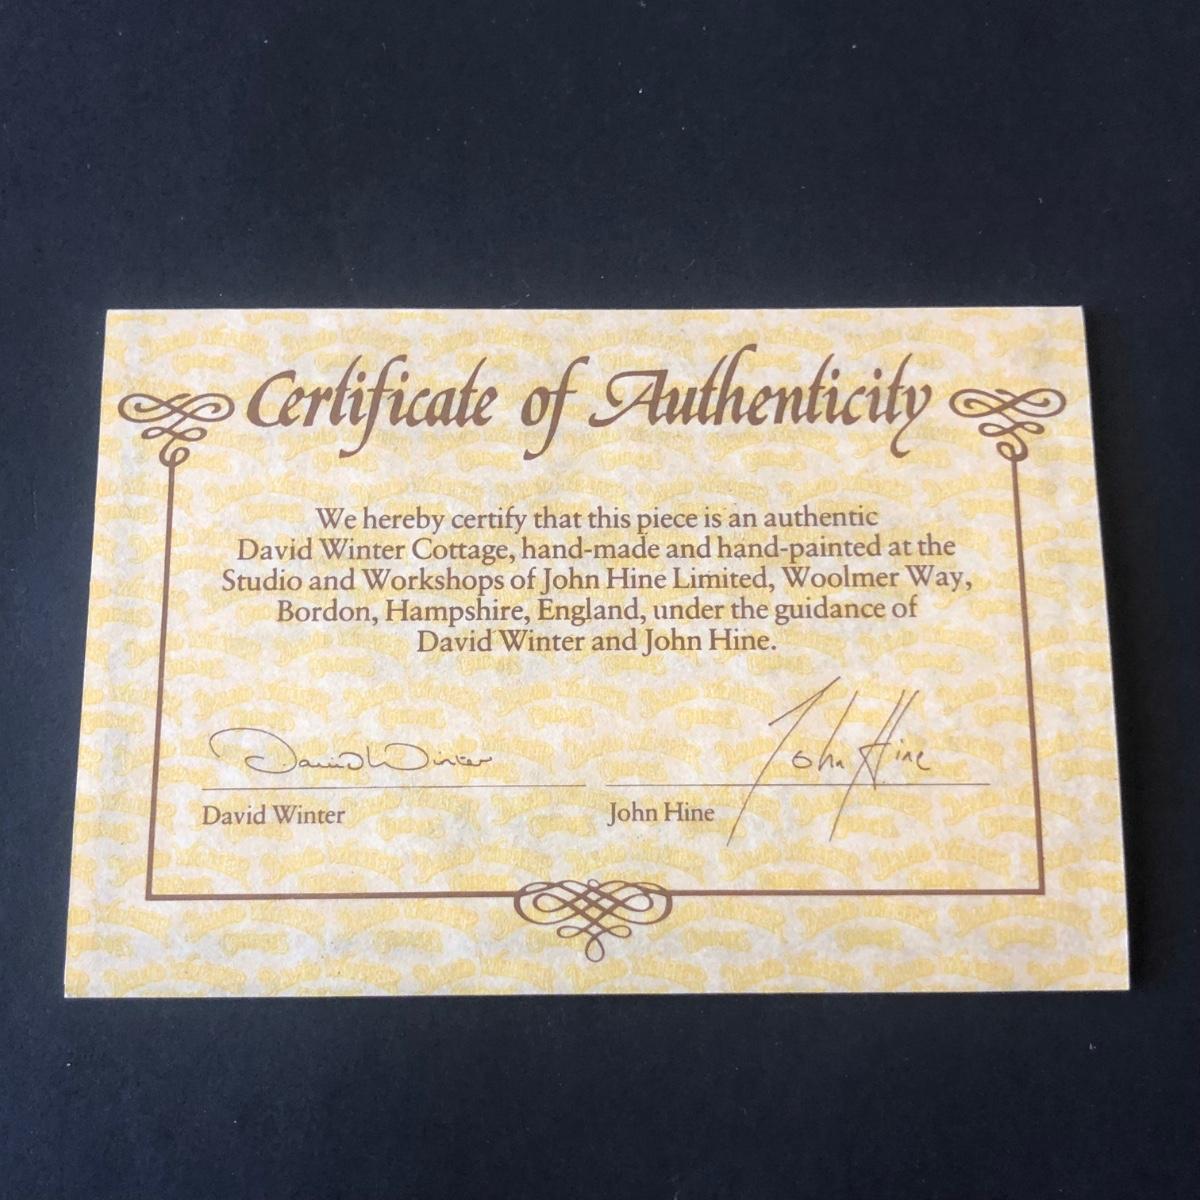 Certificate of Authenticity
We hereby certify that this piece is an authentic
David Winter Cottage, hand-made and hand-painted at the
Studio and Workshops of John Hine Limited, Woolmer Way,
Bordon, Hampshire, England, under the guidance of
David Winter and John Hine.
David Winter John Hine
David Winter John Hine